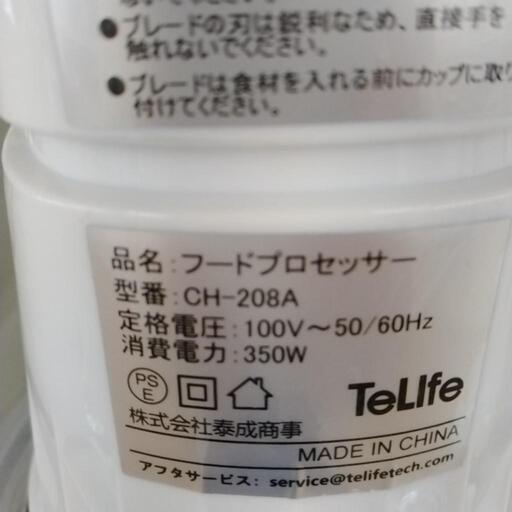 ●ブレードの刃は鋭利なため、直接手を
触れないでください。
●ブレードは食材を入れる前にカップに取り
付けてください。
品名:フードプロセッサー
型番:CH-208A
定格電圧:100V～50/60Hz
消費電力:350W
PS
E
TeLIfe
株式会社泰成商事
MADE IN CHINA
アフタサービス: service@telifetech.com